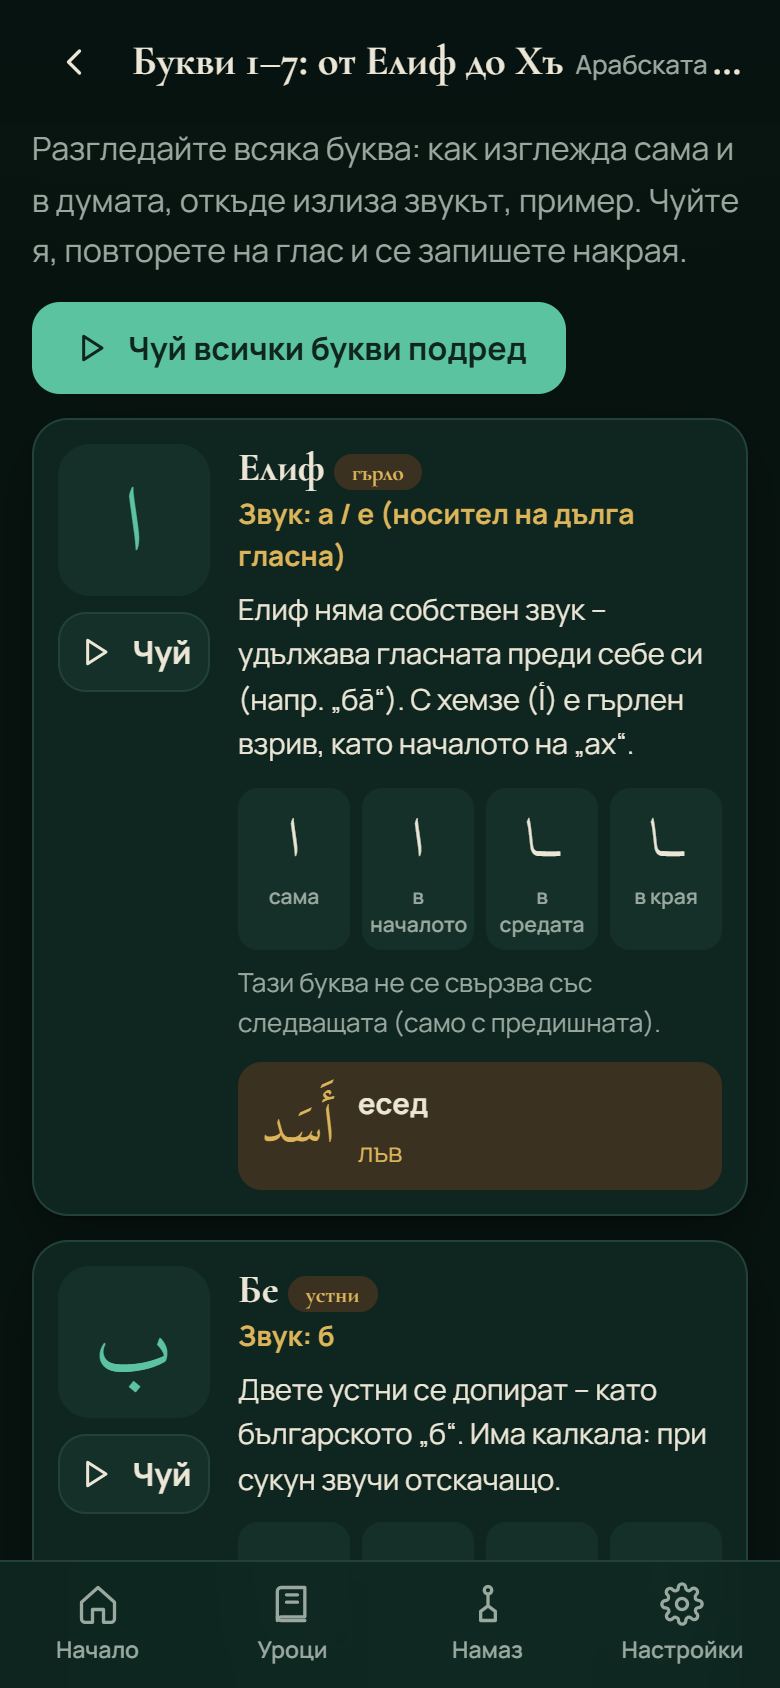 Букви 1–7: от Елиф до Хъ Арабската ...
Разгледайте всяка буква: как изглежда сама и
в думата, откъде излиза звукът, пример. Чуйте
я, повторете на глас и се запишете накрая.
Чуй всички букви подред
ا
Чуй
Елиф гърло
Звук: а / е (носител на дълга
гласна)
Елиф няма собствен звук –
удължава гласната преди себе си
(напр. „ба̄“). С хемзе (أ) е гърлен
взрив, като началото на „ах“.
ا ا ـا ـا
сама в началото в средата в края
Тази буква не се свързва със
следващата (само с предишната).
أَسَد
есед
лъв
ب
Чуй
Бе устни
Звук: б
Двете устни се допират – като
българското „б“. Има калкала: при
сукун звучи отскачащо.
Начало Уроци Намаз Настройки